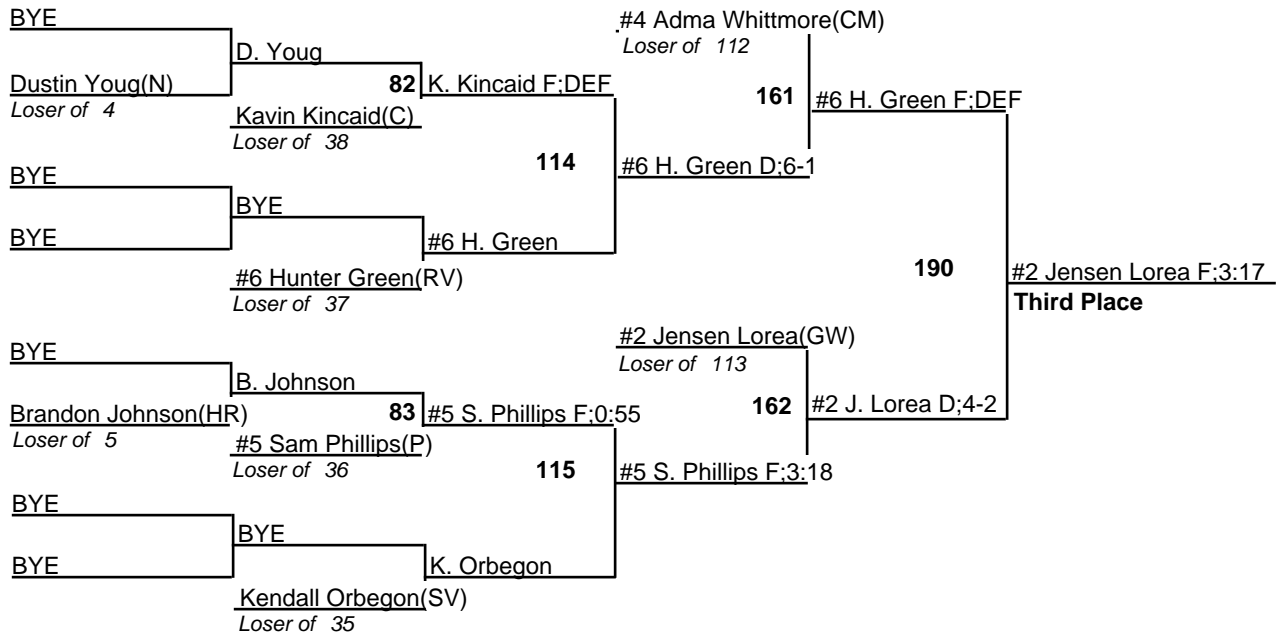 BYE
D. Youg
Dustin Youg(N)
Loser of 4
82
K. Kincaid F;DEF
Kavin Kincaid(C)
Loser of 38
114
BYE
BYE
BYE
#6 H. Green
#6 Hunter Green(RV)
Loser of 37
#4 Adma Whittmore(CM)
Loser of 112
161
#6 H. Green F;DEF
#6 H. Green D;6-1
190
#2 Jensen Lorea F;3:17
Third Place
BYE
B. Johnson
Brandon Johnson(HR)
Loser of 5
83
#5 S. Phillips F;0:55
#5 Sam Phillips(P)
Loser of 36
115
BYE
BYE
BYE
K. Orbegon
Kendall Orbegon(SV)
Loser of 35
#2 Jensen Lorea(GW)
Loser of 113
162
#2 J. Lorea D;4-2
#5 S. Phillips F;3:18